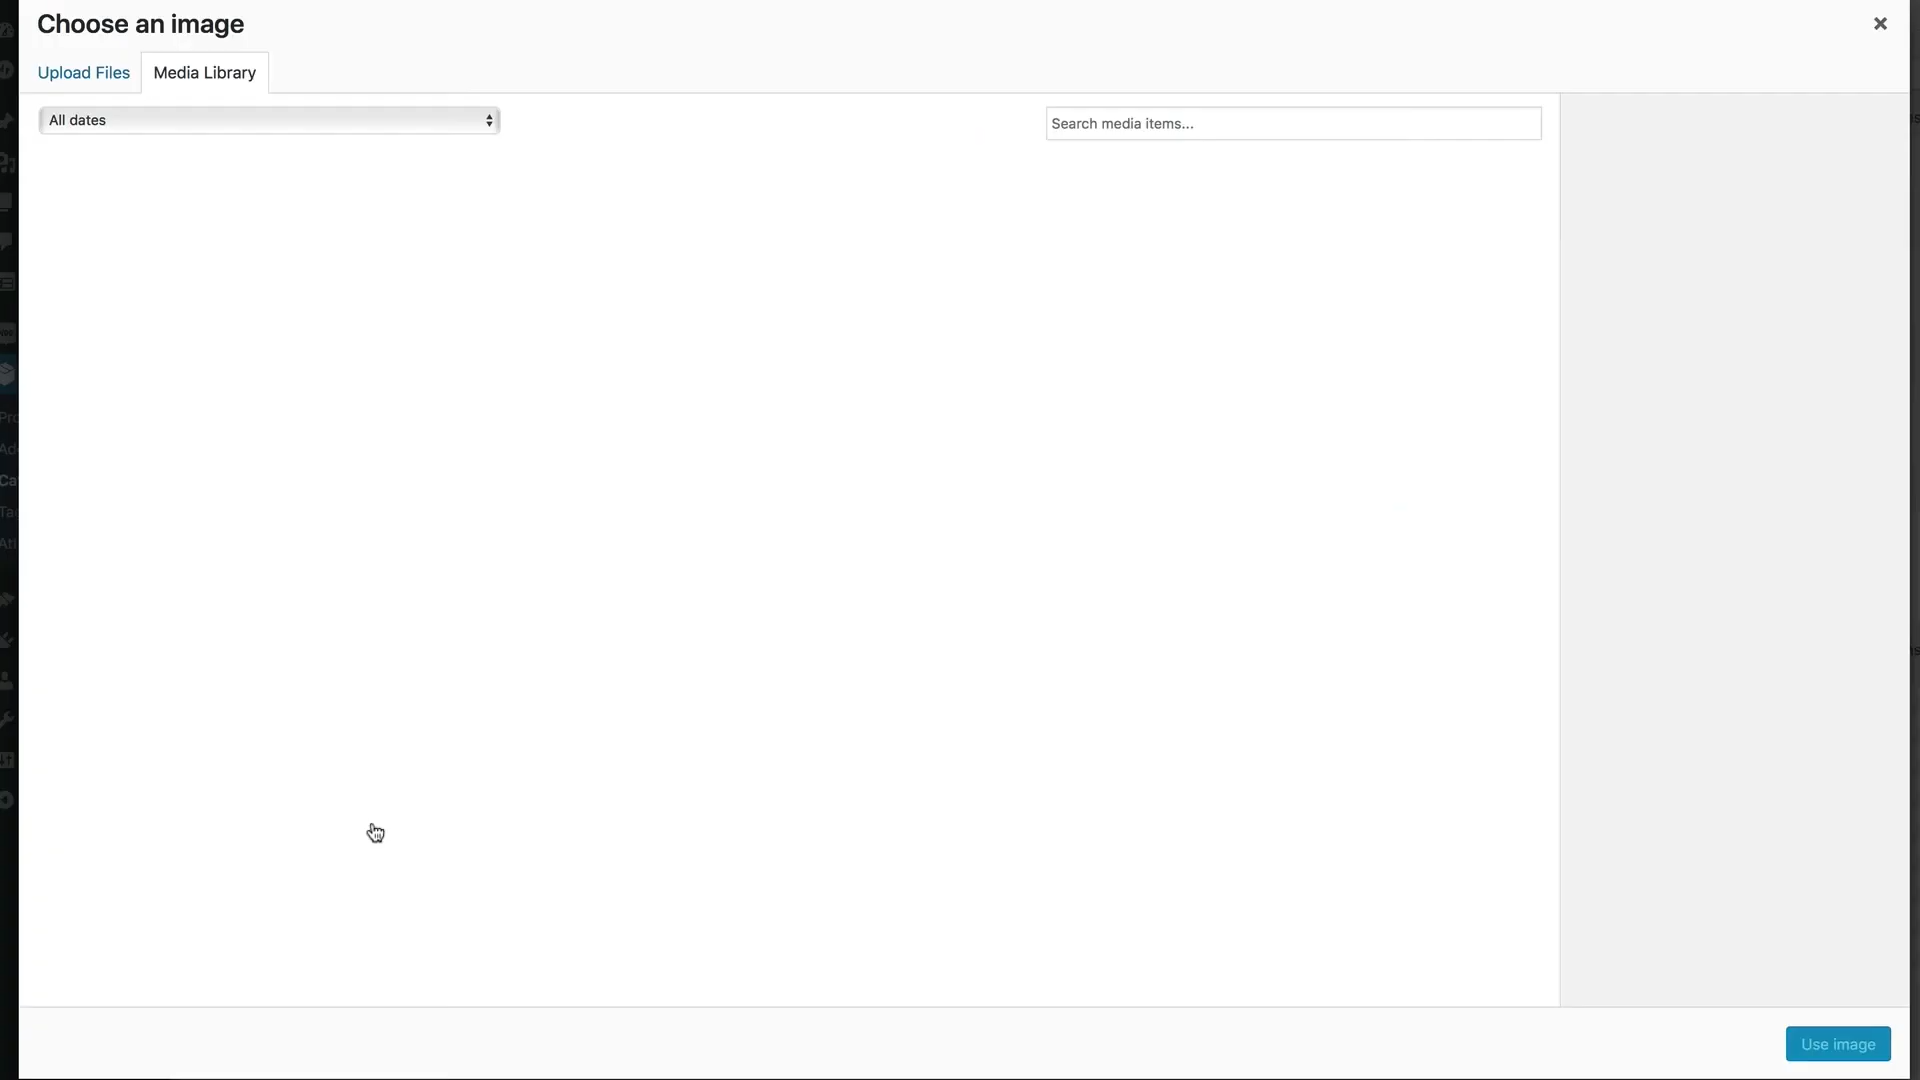 Choose an image
Upload Files
Media Library
All dates
Search media items...
Use image